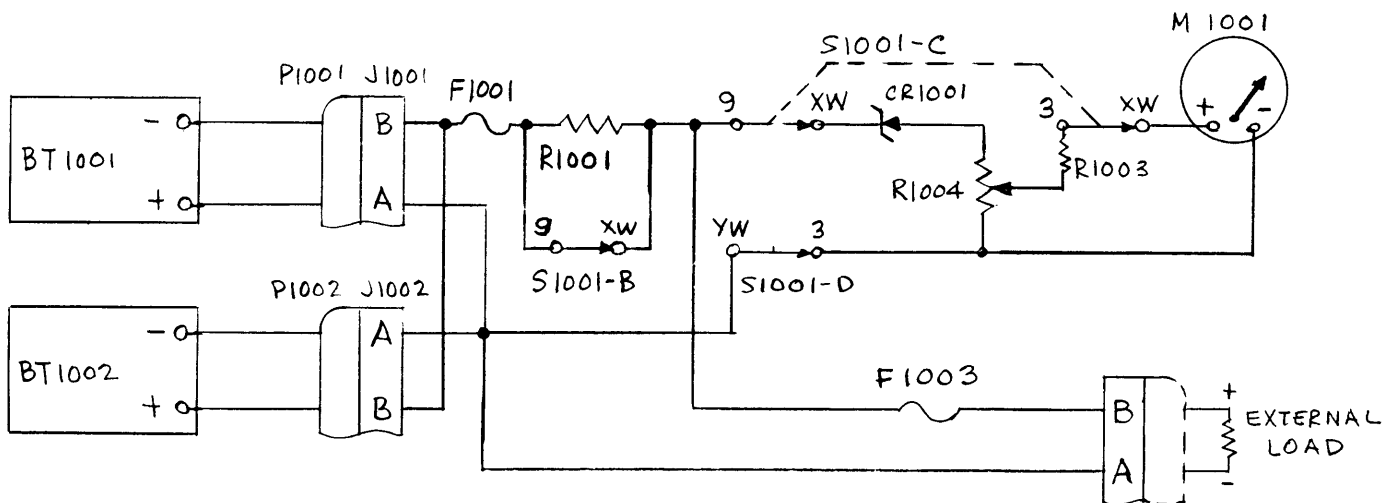 M 1001
S1001-C
P1001 J1001
F1001
9
XW
CR1001
3
XW
+
-
BT1001
-
+
B
A
R1001
R1004
R1003
9
XW
S1001-B
YW
3
S1001-D
P1002 J1002
BT1002
-
+
A
B
F1003
B
A
+
EXTERNAL
LOAD
-